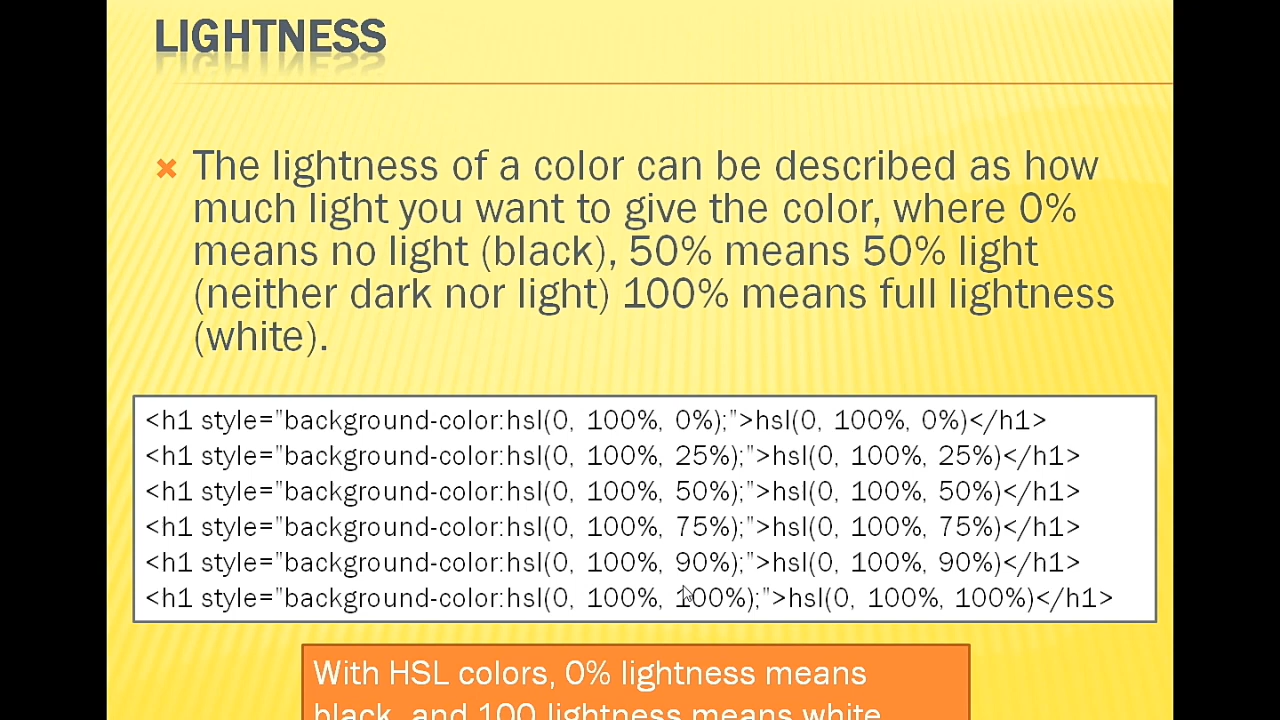 LIGHTNESS
The lightness of a color can be described as how
much light you want to give the color, where 0%
means no light (black), 50% means 50% light
(neither dark nor light) 100% means full lightness
(white).
<h1 style="background-color:hsl(0, 100%, 0%);">hsl(0, 100%, 0%)</h1>
<h1 style="background-color:hsl(0, 100%, 25%);">hsl(0, 100%, 25%)</h1>
<h1 style="background-color:hsl(0, 100%, 50%);">hsl(0, 100%, 50%)</h1>
<h1 style="background-color:hsl(0, 100%, 75%);">hsl(0, 100%, 75%)</h1>
<h1 style="background-color:hsl(0, 100%, 90%);">hsl(0, 100%, 90%)</h1>
<h1 style="background-color:hsl(0, 100%, 100%);">hsl(0, 100%, 100%)</h1>
With HSL colors, 0% lightness means
black, and 100 lightness means white